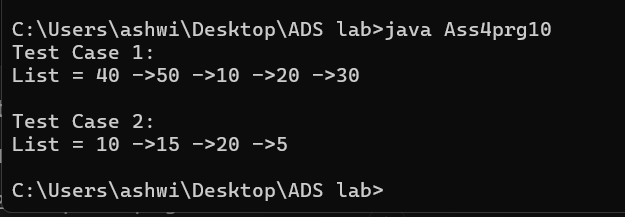 C:\Users\ashwi\Desktop\ADS lab>java Ass4prg10
Test Case 1:
List = 40 ->50 ->10 ->20 ->30
Test Case 2:
List = 10 ->15 ->20 ->5
C:\Users\ashwi\Desktop\ADS lab>